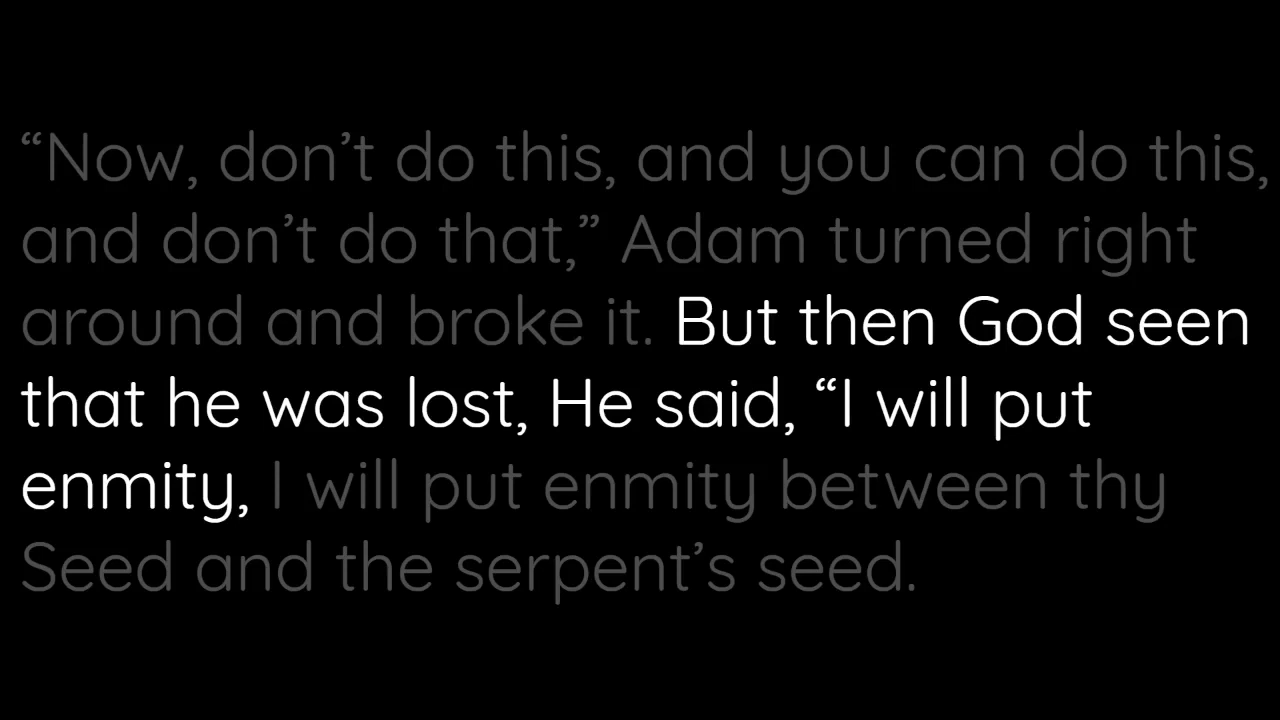 “Now, don’t do this, and you can do this,
and don’t do that,” Adam turned right
around and broke it. But then God seen
that he was lost, He said, “I will put
enmity, I will put enmity between thy
Seed and the serpent’s seed.